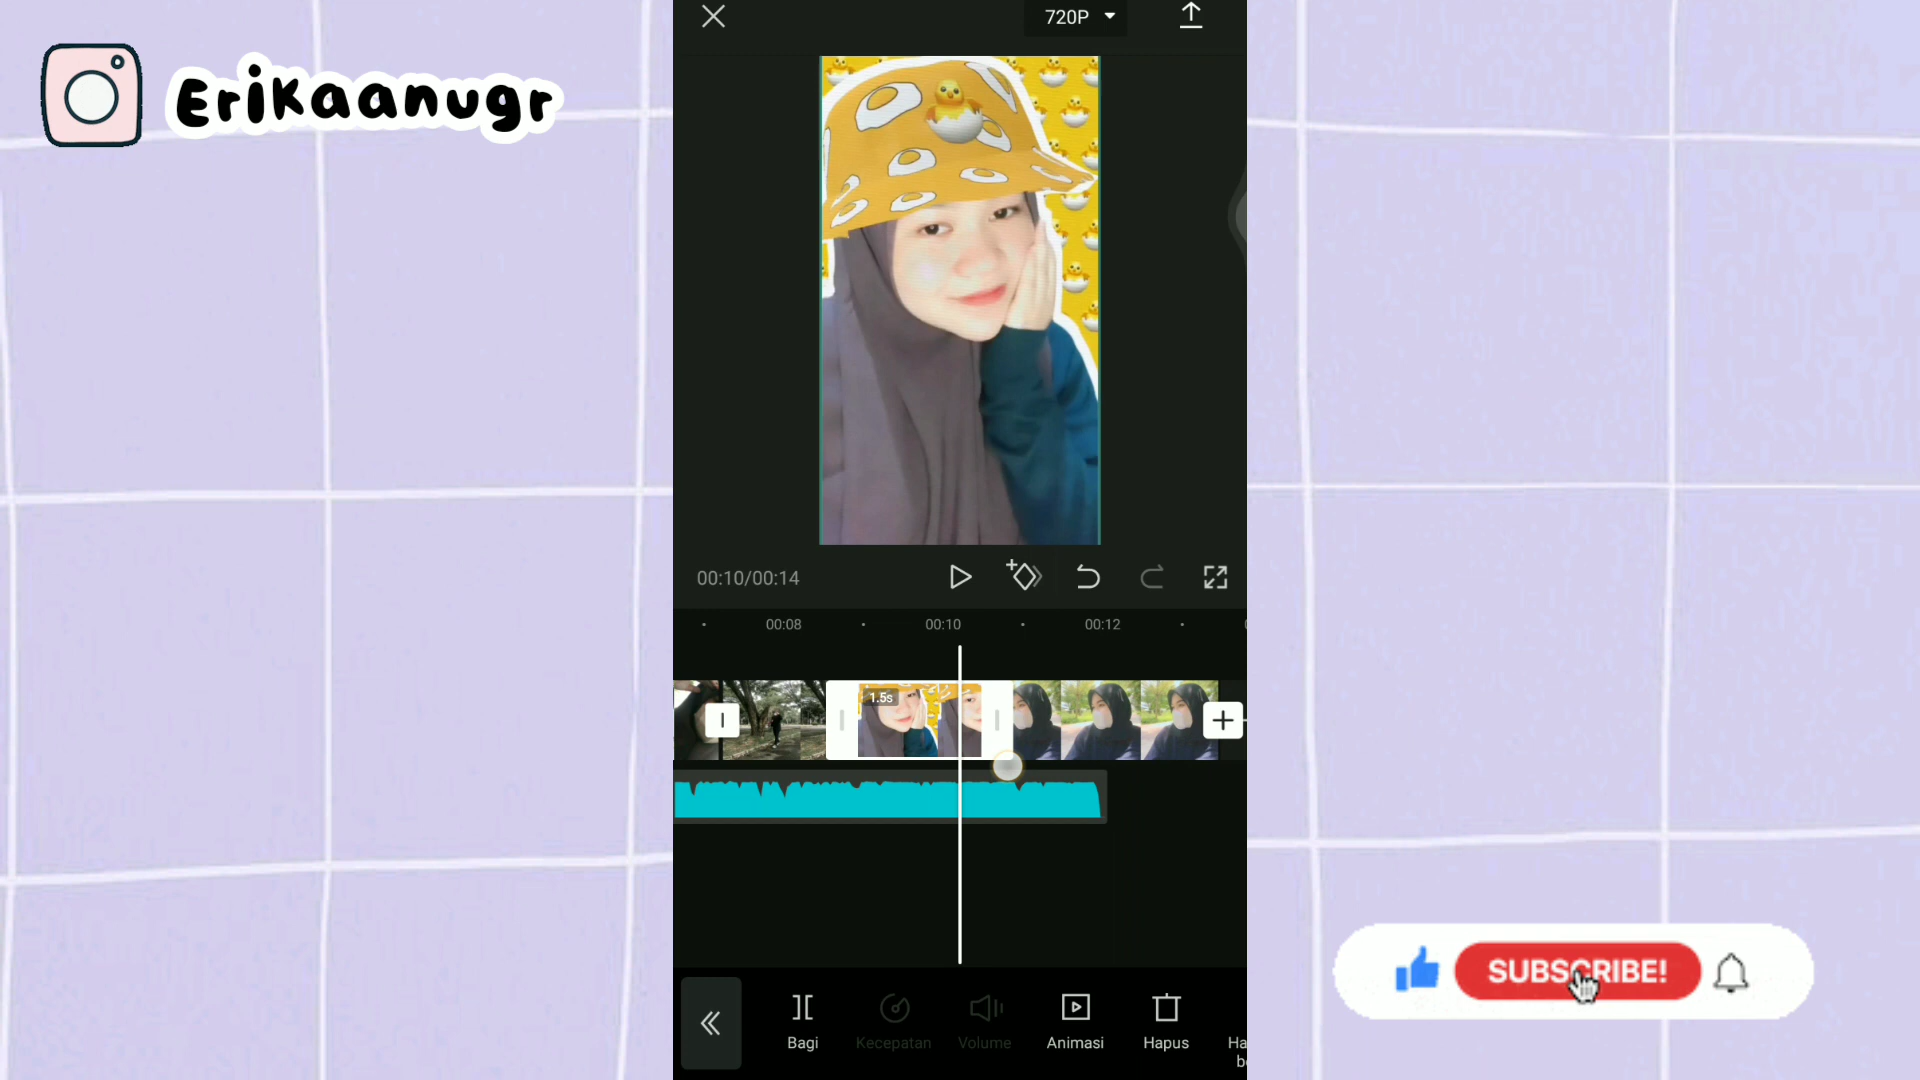 Erikaanugr
720P
00:10/00:14
00:08
00:10
00:12
1.5s
SUBSCRIBE!
Bagi
Kecepatan
Volume
Animasi
Hapus